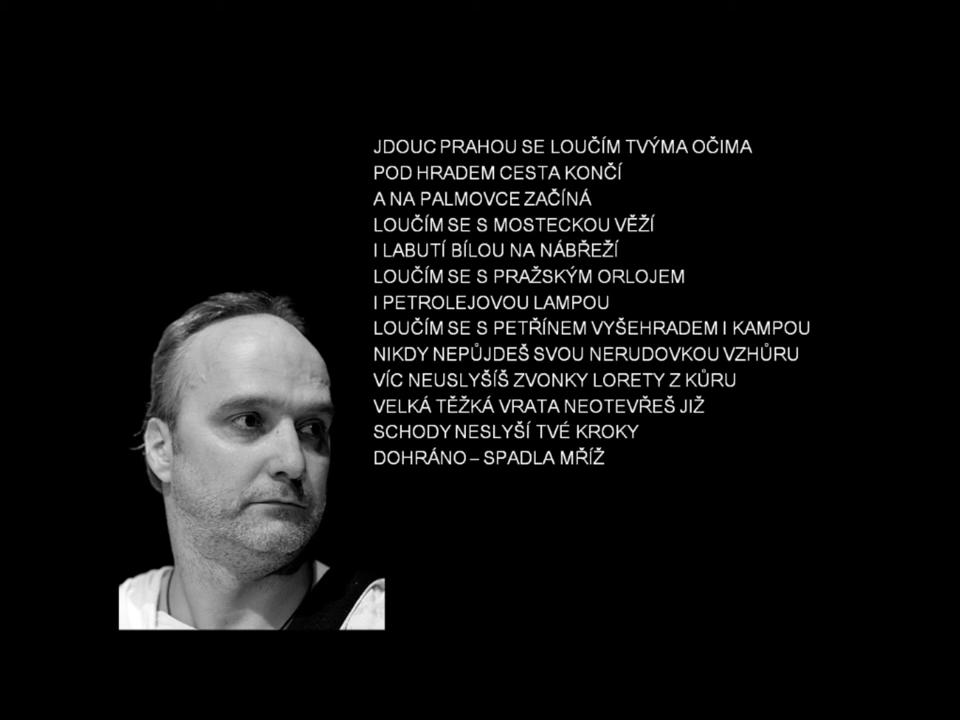 JDOUC PRAHOU SE LOUČÍM TVÝMA OČIMA
POD HRADEM CESTA KONČÍ
A NA PALMOVCE ZAČÍNÁ
LOUČÍM SE S MOSTECKOU VĚŽÍ
I LABUTÍ BÍLOU NA NÁBŘEŽÍ
LOUČÍM SE S PRAŽSKÝM ORLOJEM
I PETROLEJOVOU LAMPOU
LOUČÍM SE S PETŘÍNEM VYŠEHRADEM I KAMPOU
NIKDY NEPŮJDEŠ SVOU NERUDOVKOU VZHŮRU
VÍC NEUSLYŠÍŠ ZVONKY LORETY Z KŮRU
VELKÁ TĚŽKÁ VRATA NEOTEVŘEŠ JIŽ
SCHODY NESLYŠÍ TVÉ KROKY
DOHRÁNO – SPADLA MŘÍŽ